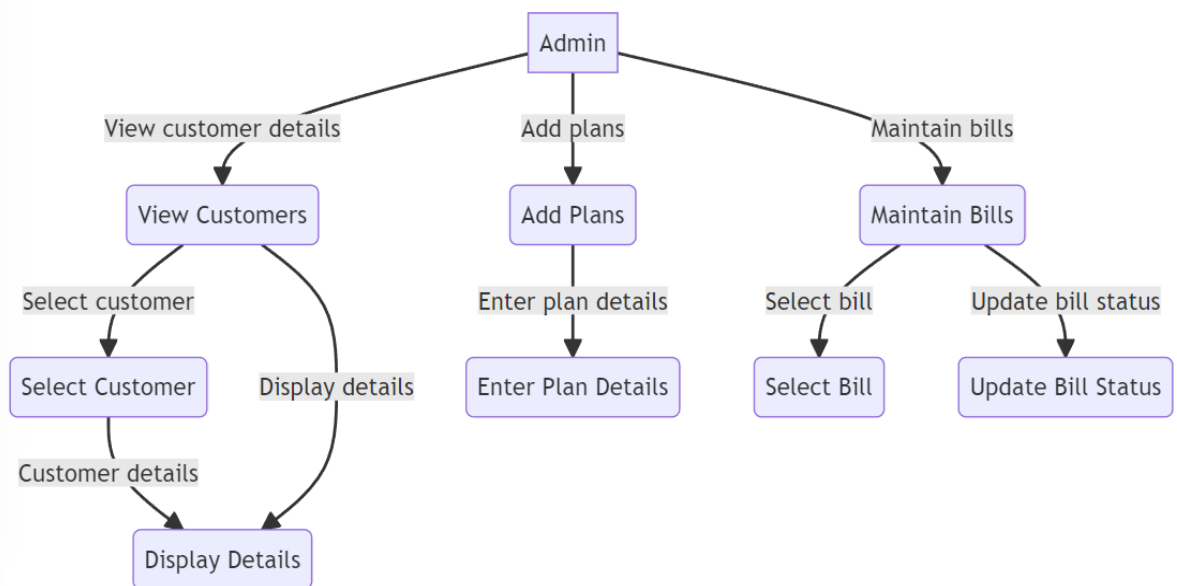 Admin
View customer details
Add plans
Maintain bills
View Customers
Add Plans
Maintain Bills
Select customer
Enter plan details
Select bill
Update bill status
Select Customer
Display details
Enter Plan Details
Select Bill
Update Bill Status
Customer details
Display Details